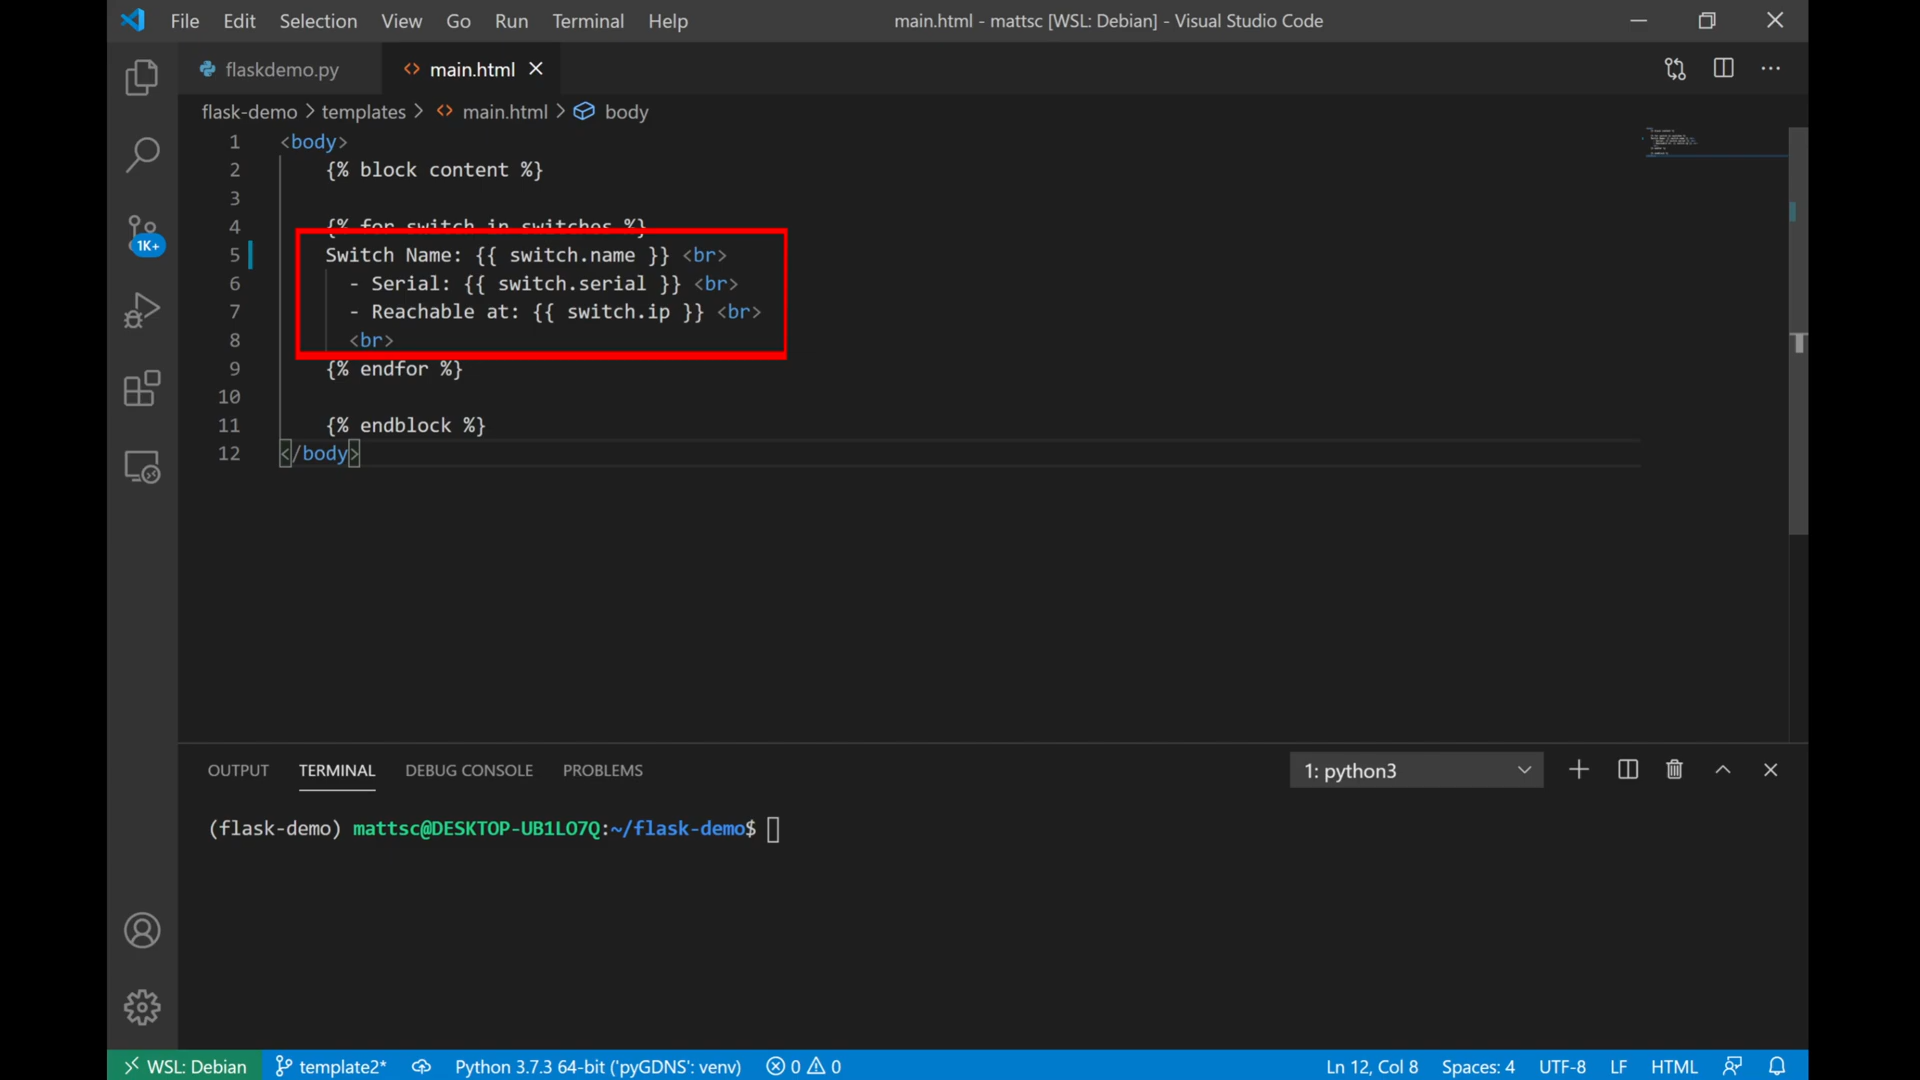 File Edit Selection View Go Run Terminal Help main.html - mattsc [WSL: Debian] - Visual Studio Code
flaskdemo.py main.html
flask-demo > templates > main.html > body
1 <body>
2 {% block content %}
3
4 {% for switch in switches %}
5 Switch Name: {{ switch.name }} <br>
6 - Serial: {{ switch.serial }} <br>
7 - Reachable at: {{ switch.ip }} <br>
8 <br>
9 {% endfor %}
10
11 {% endblock %}
12 </body>
1K+
OUTPUT TERMINAL DEBUG CONSOLE PROBLEMS 1: python3
(flask-demo) mattsc@DESKTOP-UB1LO7Q:~/flask-demo$
WSL: Debian template2* Python 3.7.3 64-bit ('pyGDNS': venv) 0 0 Ln 12, Col 8 Spaces: 4 UTF-8 LF HTML